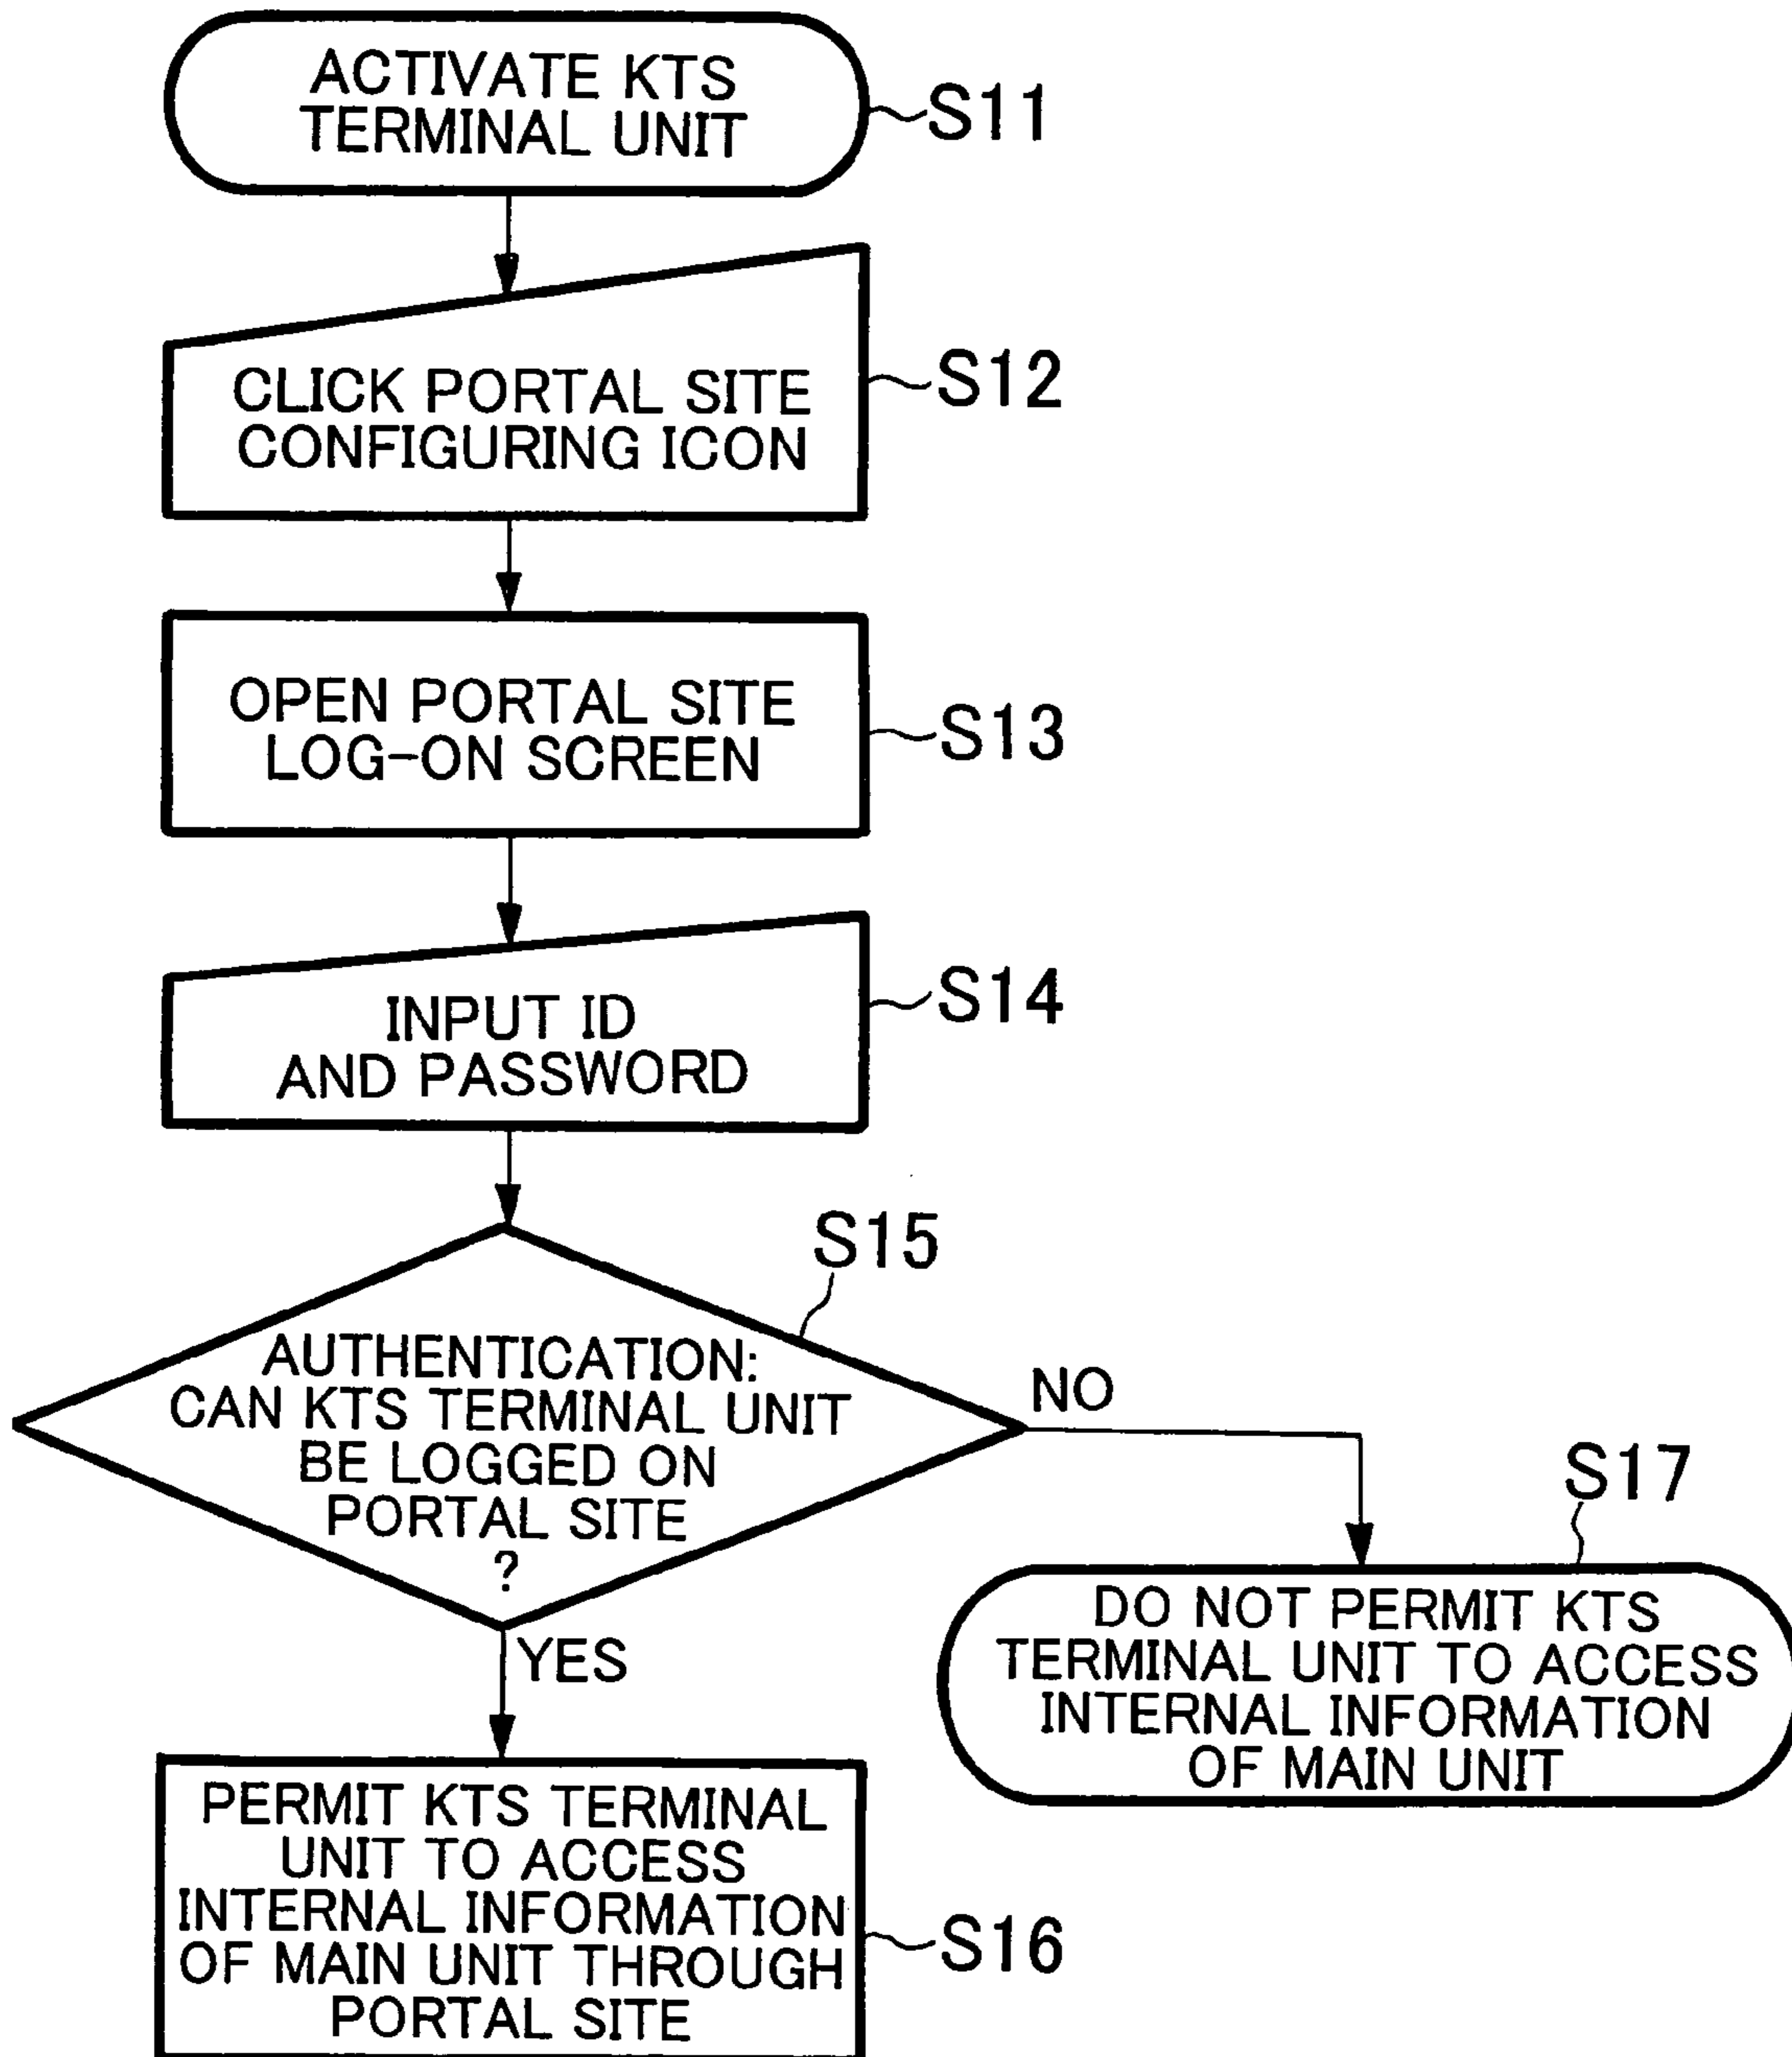 ACTIVATE KTS
TERMINAL UNIT
S11
CLICK PORTAL SITE
CONFIGURING ICON
S12
OPEN PORTAL SITE
LOG-ON SCREEN
S13
INPUT ID
AND PASSWORD
S14
S15
AUTHENTICATION:
CAN KTS TERMINAL UNIT
BE LOGGED ON
PORTAL SITE
?
NO
YES
S17
DO NOT PERMIT KTS
TERMINAL UNIT TO ACCESS
INTERNAL INFORMATION
OF MAIN UNIT
PERMIT KTS TERMINAL
UNIT TO ACCESS
INTERNAL INFORMATION
OF MAIN UNIT THROUGH
PORTAL SITE
S16